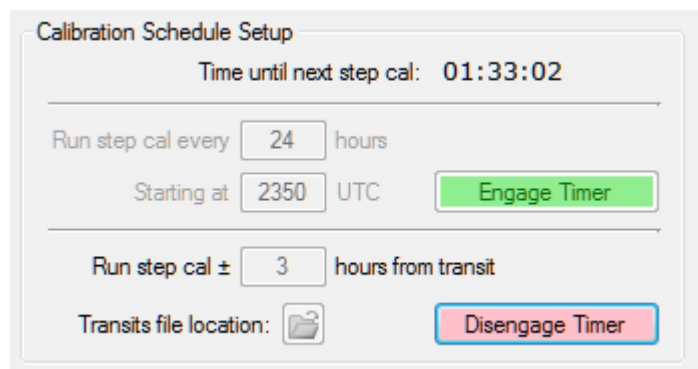 Calibration Schedule Setup
Time until next step cal: 01:33:02
Run step cal every 24 hours
Starting at 2350 UTC Engage Timer
Run step cal ± 3 hours from transit
Transits file location: Disengage Timer